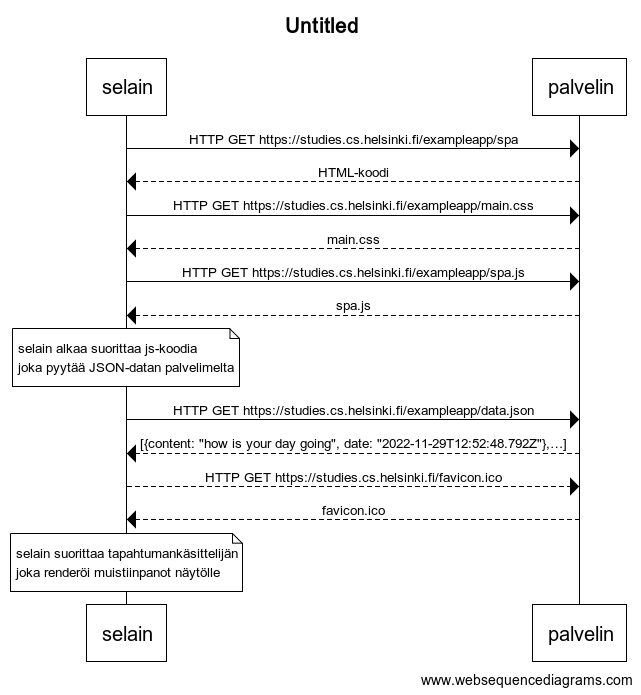 Untitled
selain
palvelin
HTTP GET https://studies.cs.helsinki.fi/exampleapp/spa
HTML-koodi
HTTP GET https://studies.cs.helsinki.fi/exampleapp/main.css
main.css
HTTP GET https://studies.cs.helsinki.fi/exampleapp/spa.js
spa.js
selain alkaa suorittaa js-koodia
joka pyytää JSON-datan palvelimelta
HTTP GET https://studies.cs.helsinki.fi/exampleapp/data.json
[{content: "how is your day going", date: "2022-11-29T12:52:48.792Z"},...]
HTTP GET https://studies.cs.helsinki.fi/favicon.ico
favicon.ico
selain suorittaa tapahtumankäsittelijän
joka renderöi muistiinpanot näytölle
selain
palvelin
www.websequencediagrams.com